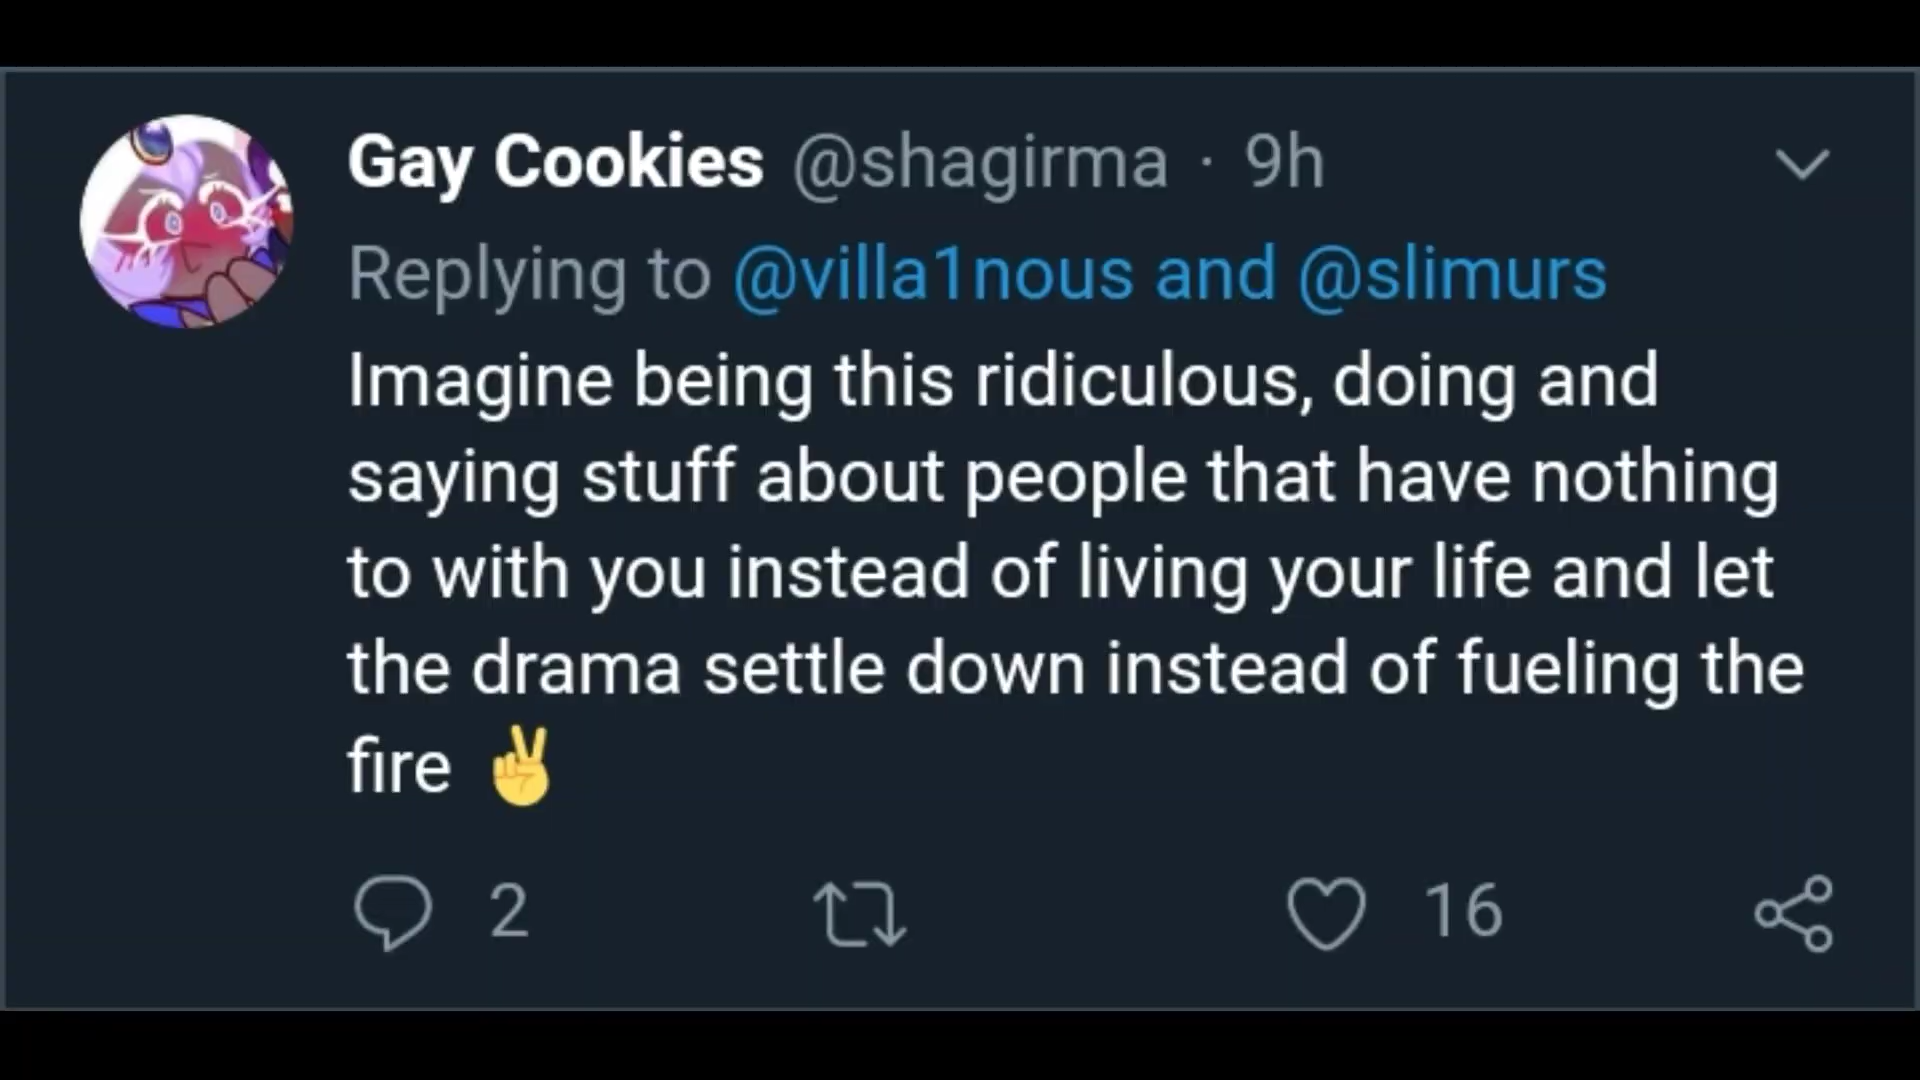 Gay Cookies @shagirma · 9h
Replying to @villa1nous and @slimurs
Imagine being this ridiculous, doing and
saying stuff about people that have nothing
to with you instead of living your life and let
the drama settle down instead of fueling the
fire ✌
2 16